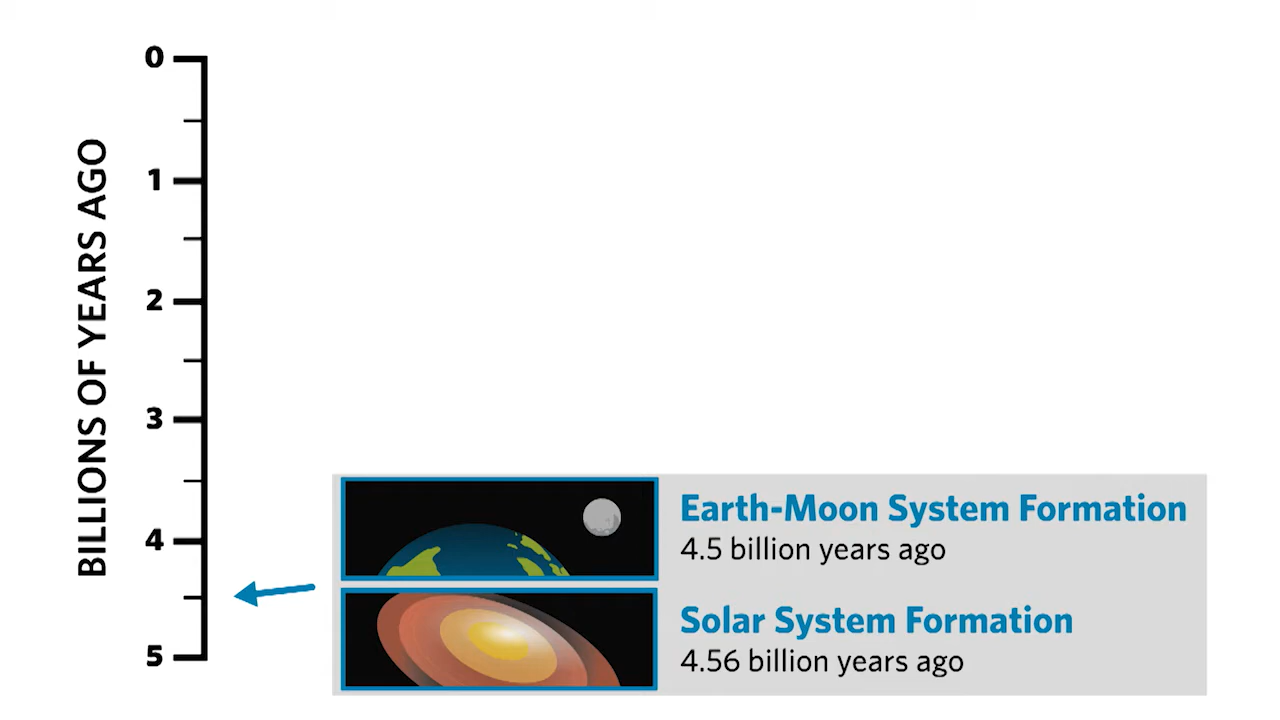 BILLIONS OF YEARS AGO
0
1
2
3
4
5
Earth-Moon System Formation
4.5 billion years ago
Solar System Formation
4.56 billion years ago